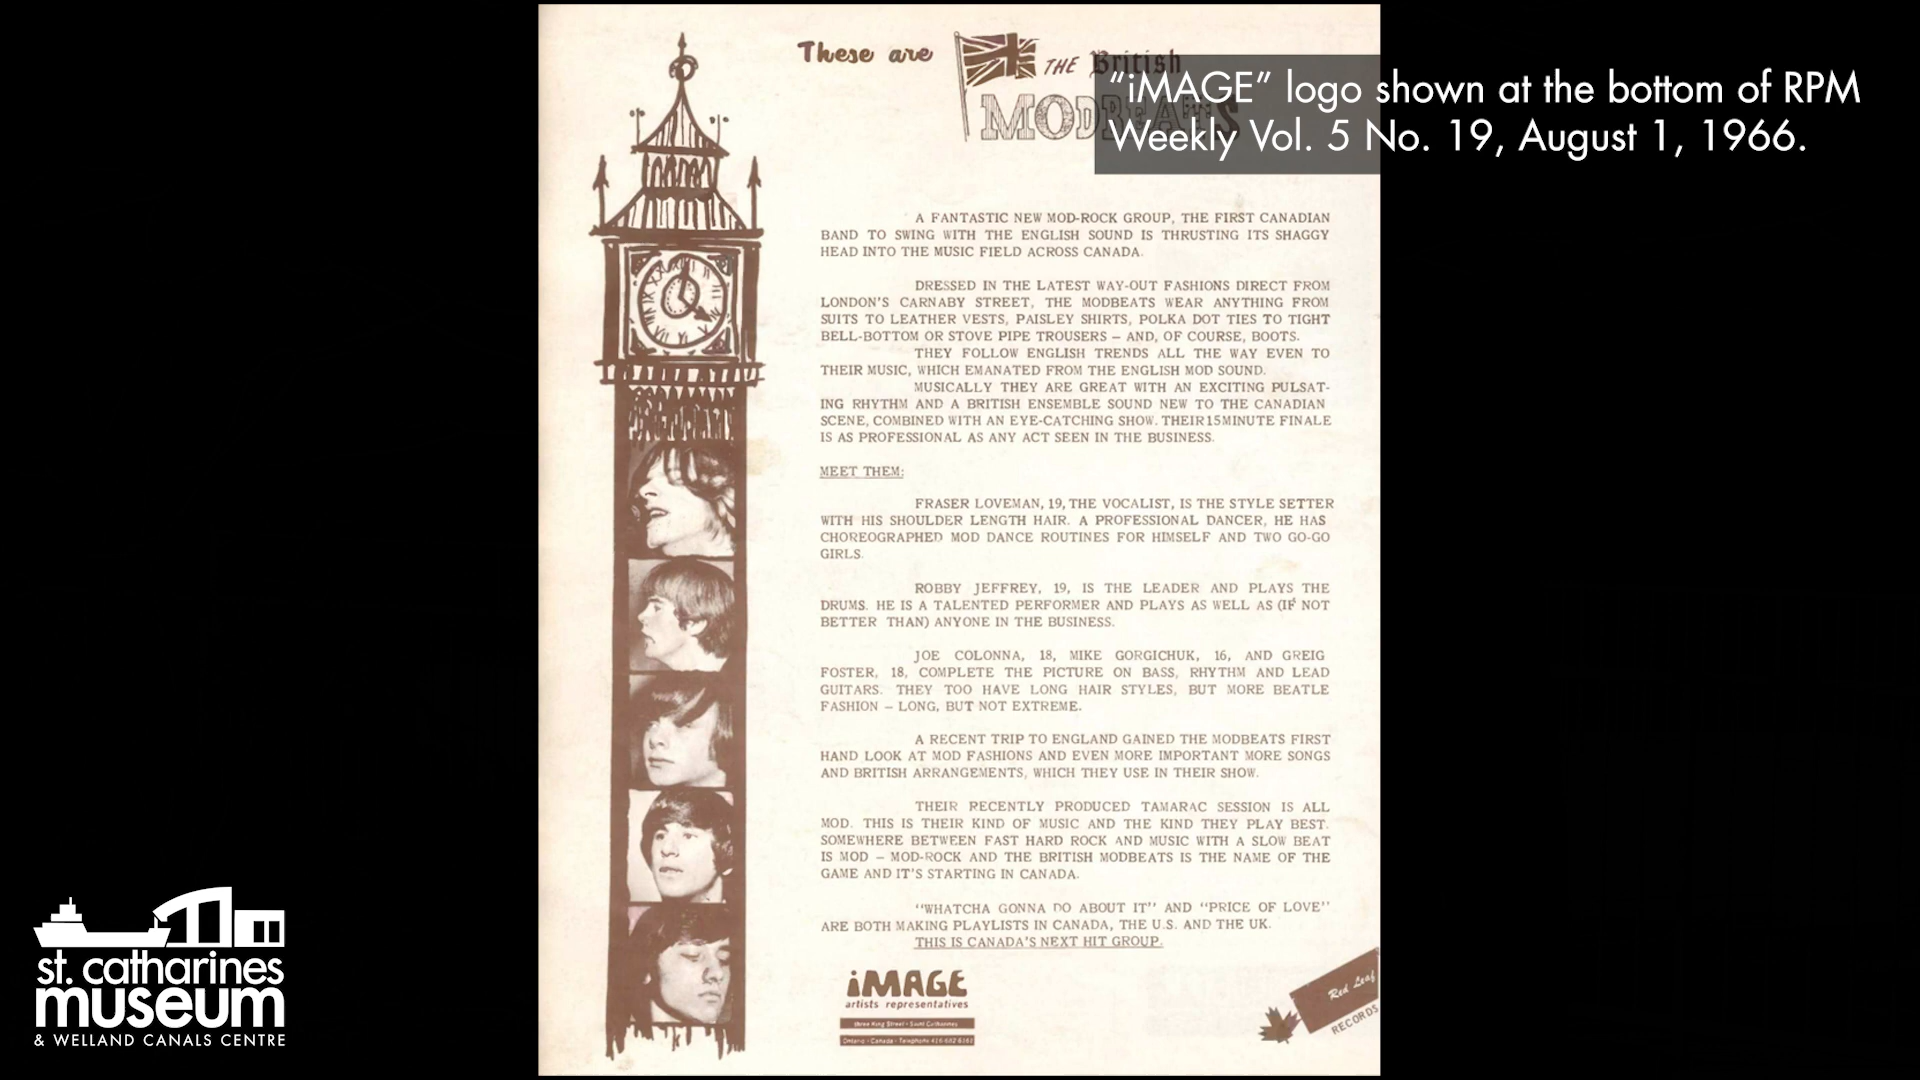 These are
THE British
MODBEATS
“iMAGE” logo shown at the bottom of RPM
Weekly Vol. 5 No. 19, August 1, 1966.
A FANTASTIC NEW MOD-ROCK GROUP, THE FIRST CANADIAN
BAND TO SWING WITH THE ENGLISH SOUND IS THRUSTING ITS SHAGGY
HEAD INTO THE MUSIC FIELD ACROSS CANADA.
DRESSED IN THE LATEST WAY-OUT FASHIONS DIRECT FROM
LONDON'S CARNABY STREET, THE MODBEATS WEAR ANYTHING FROM
SUITS TO LEATHER VESTS, PAISLEY SHIRTS, POLKA DOT TIES TO TIGHT
BELL-BOTTOM OR STOVE PIPE TROUSERS – AND, OF COURSE, BOOTS.
THEY FOLLOW ENGLISH TRENDS ALL THE WAY EVEN TO
THEIR MUSIC, WHICH EMANATED FROM THE ENGLISH MOD SOUND.
MUSICALLY THEY ARE GREAT WITH AN EXCITING PULSAT-
ING RHYTHM AND A BRITISH ENSEMBLE SOUND NEW TO THE CANADIAN
SCENE, COMBINED WITH AN EYE-CATCHING SHOW. THEIR 15 MINUTE FINALE
IS AS PROFESSIONAL AS ANY ACT SEEN IN THE BUSINESS.
MEET THEM:
FRASER LOVEMAN, 19, THE VOCALIST, IS THE STYLE SETTER
WITH HIS SHOULDER LENGTH HAIR. A PROFESSIONAL DANCER, HE HAS
CHOREOGRAPHED MOD DANCE ROUTINES FOR HIMSELF AND TWO GO-GO
GIRLS.
ROBBY JEFFREY, 19, IS THE LEADER AND PLAYS THE
DRUMS. HE IS A TALENTED PERFORMER AND PLAYS AS WELL AS (IF NOT
BETTER THAN) ANYONE IN THE BUSINESS.
JOE COLONNA, 18, MIKE GORGICHUK, 16, AND GREIG
FOSTER, 18, COMPLETE THE PICTURE ON BASS, RHYTHM AND LEAD
GUITARS. THEY TOO HAVE LONG HAIR STYLES, BUT MORE BEATLE
FASHION – LONG, BUT NOT EXTREME.
A RECENT TRIP TO ENGLAND GAINED THE MODBEATS FIRST
HAND LOOK AT MOD FASHIONS AND EVEN MORE IMPORTANT MORE SONGS
AND BRITISH ARRANGEMENTS, WHICH THEY USE IN THEIR SHOW.
THEIR RECENTLY PRODUCED TAMARAC SESSION IS ALL
MOD. THIS IS THEIR KIND OF MUSIC AND THE KIND THEY PLAY BEST.
SOMEWHERE BETWEEN FAST HARD ROCK AND MUSIC WITH A SLOW BEAT
IS MOD – MOD-ROCK AND THE BRITISH MODBEATS IS THE NAME OF THE
GAME AND IT'S STARTING IN CANADA.
"WHATCHA GONNA DO ABOUT IT" AND "PRICE OF LOVE"
ARE BOTH MAKING PLAYLISTS IN CANADA, THE U.S. AND THE UK.
THIS IS CANADA'S NEXT HIT GROUP.
iMAGE
artists representatives
three King Street - Saint Catharines
Ontario - Canada - Telephone
Red Leaf
RECORDS
st. catharines
museum
& WELLAND CANALS CENTRE